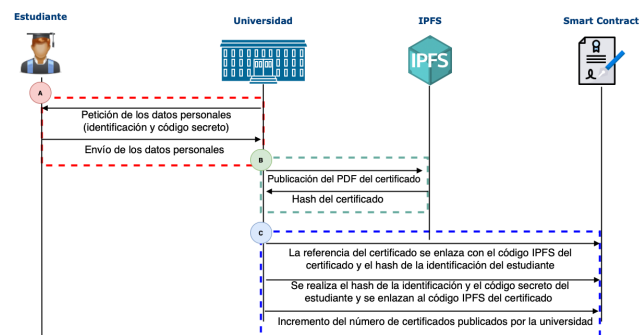 Estudiante
Universidad
IPFS
Smart Contract
IPFS
A
Petición de los datos personales
(identificación y código secreto)
Envío de los datos personales
B
Publicación del PDF del certificado
Hash del certificado
C
La referencia del certificado se enlaza con el código IPFS del
certificado y el hash de la identificación del estudiante
Se realiza el hash de la identificación y el código secreto del
estudiante y se enlazan al código IPFS del certificado
Incremento del número de certificados publicados por la universidad